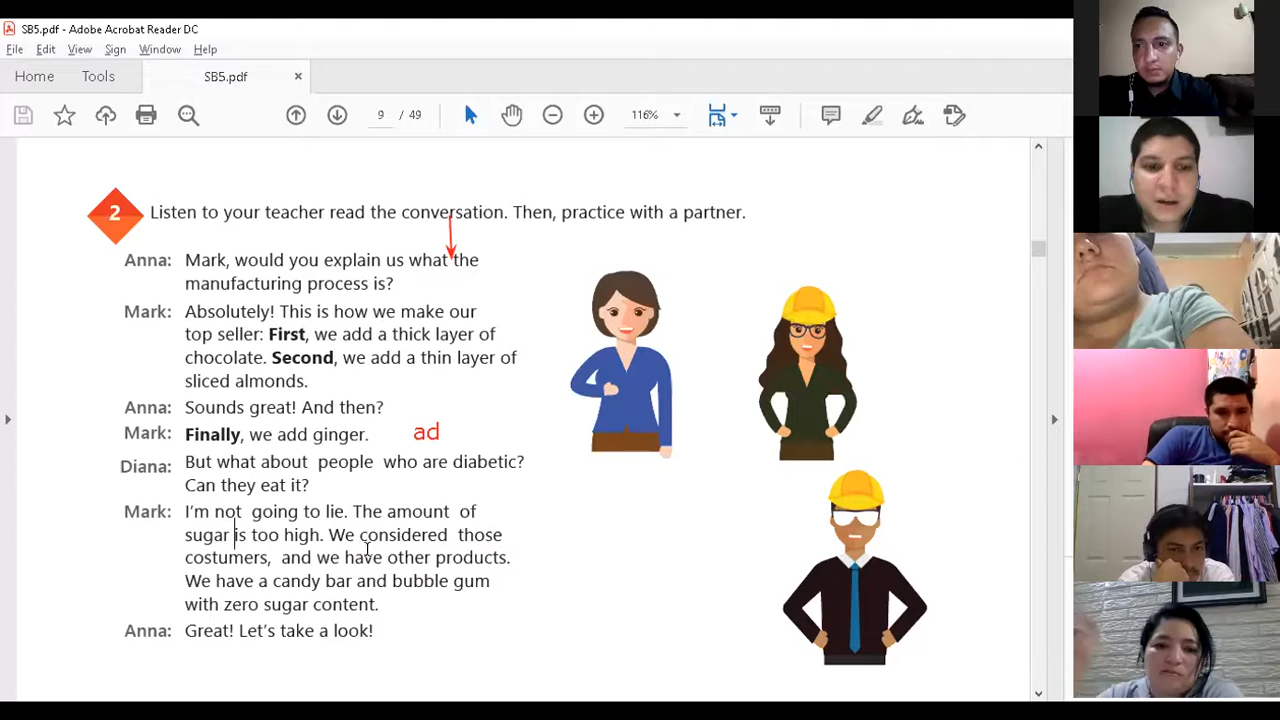 SB5.pdf - Adobe Acrobat Reader DC
File Edit View Sign Window Help
Home Tools SB5.pdf ×
9 / 49 116%
2 Listen to your teacher read the conversation. Then, practice with a partner.
Anna: Mark, would you explain us what the
manufacturing process is?
Mark: Absolutely! This is how we make our
top seller: First, we add a thick layer of
chocolate. Second, we add a thin layer of
sliced almonds.
Anna: Sounds great! And then?
Mark: Finally, we add ginger. ad
Diana: But what about people who are diabetic?
Can they eat it?
Mark: I'm not going to lie. The amount of
sugar is too high. We considered those
costumers, and we have other products.
We have a candy bar and bubble gum
with zero sugar content.
Anna: Great! Let's take a look!